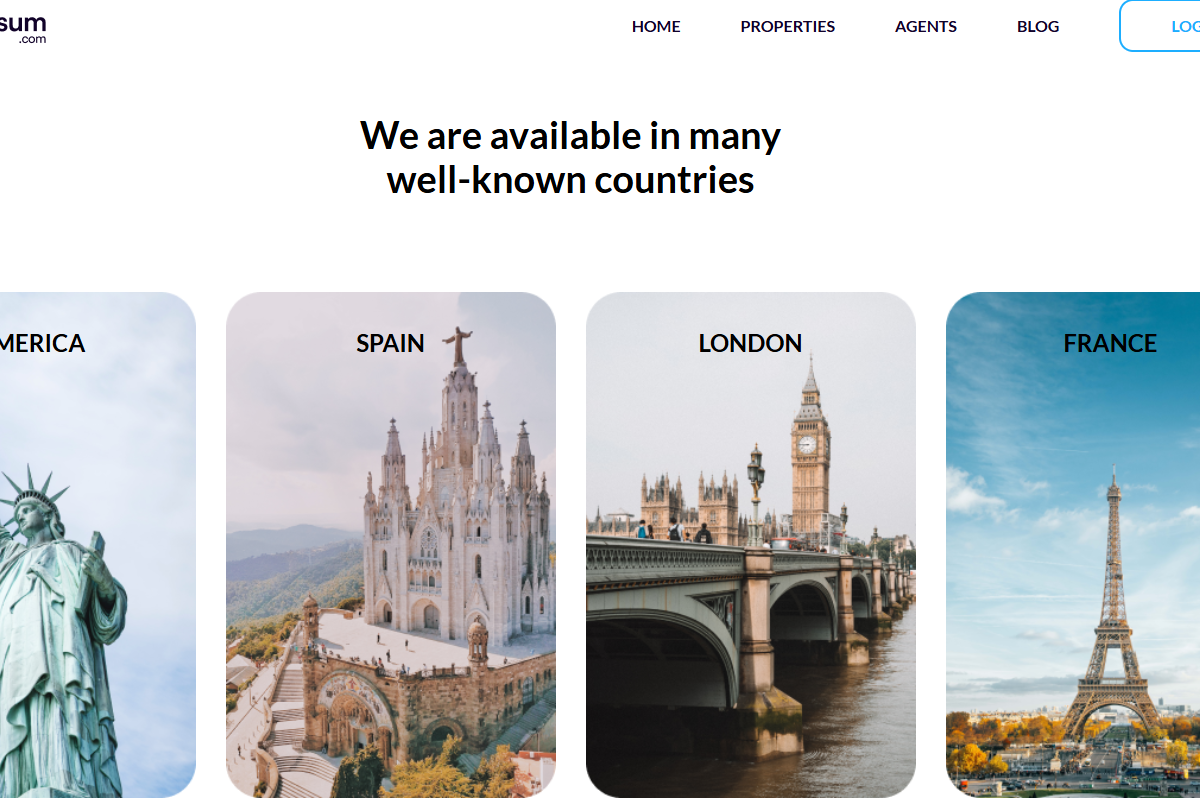 sum
.com
HOME PROPERTIES AGENTS BLOG LOG
We are available in many
well-known countries
MERICA SPAIN LONDON FRANCE